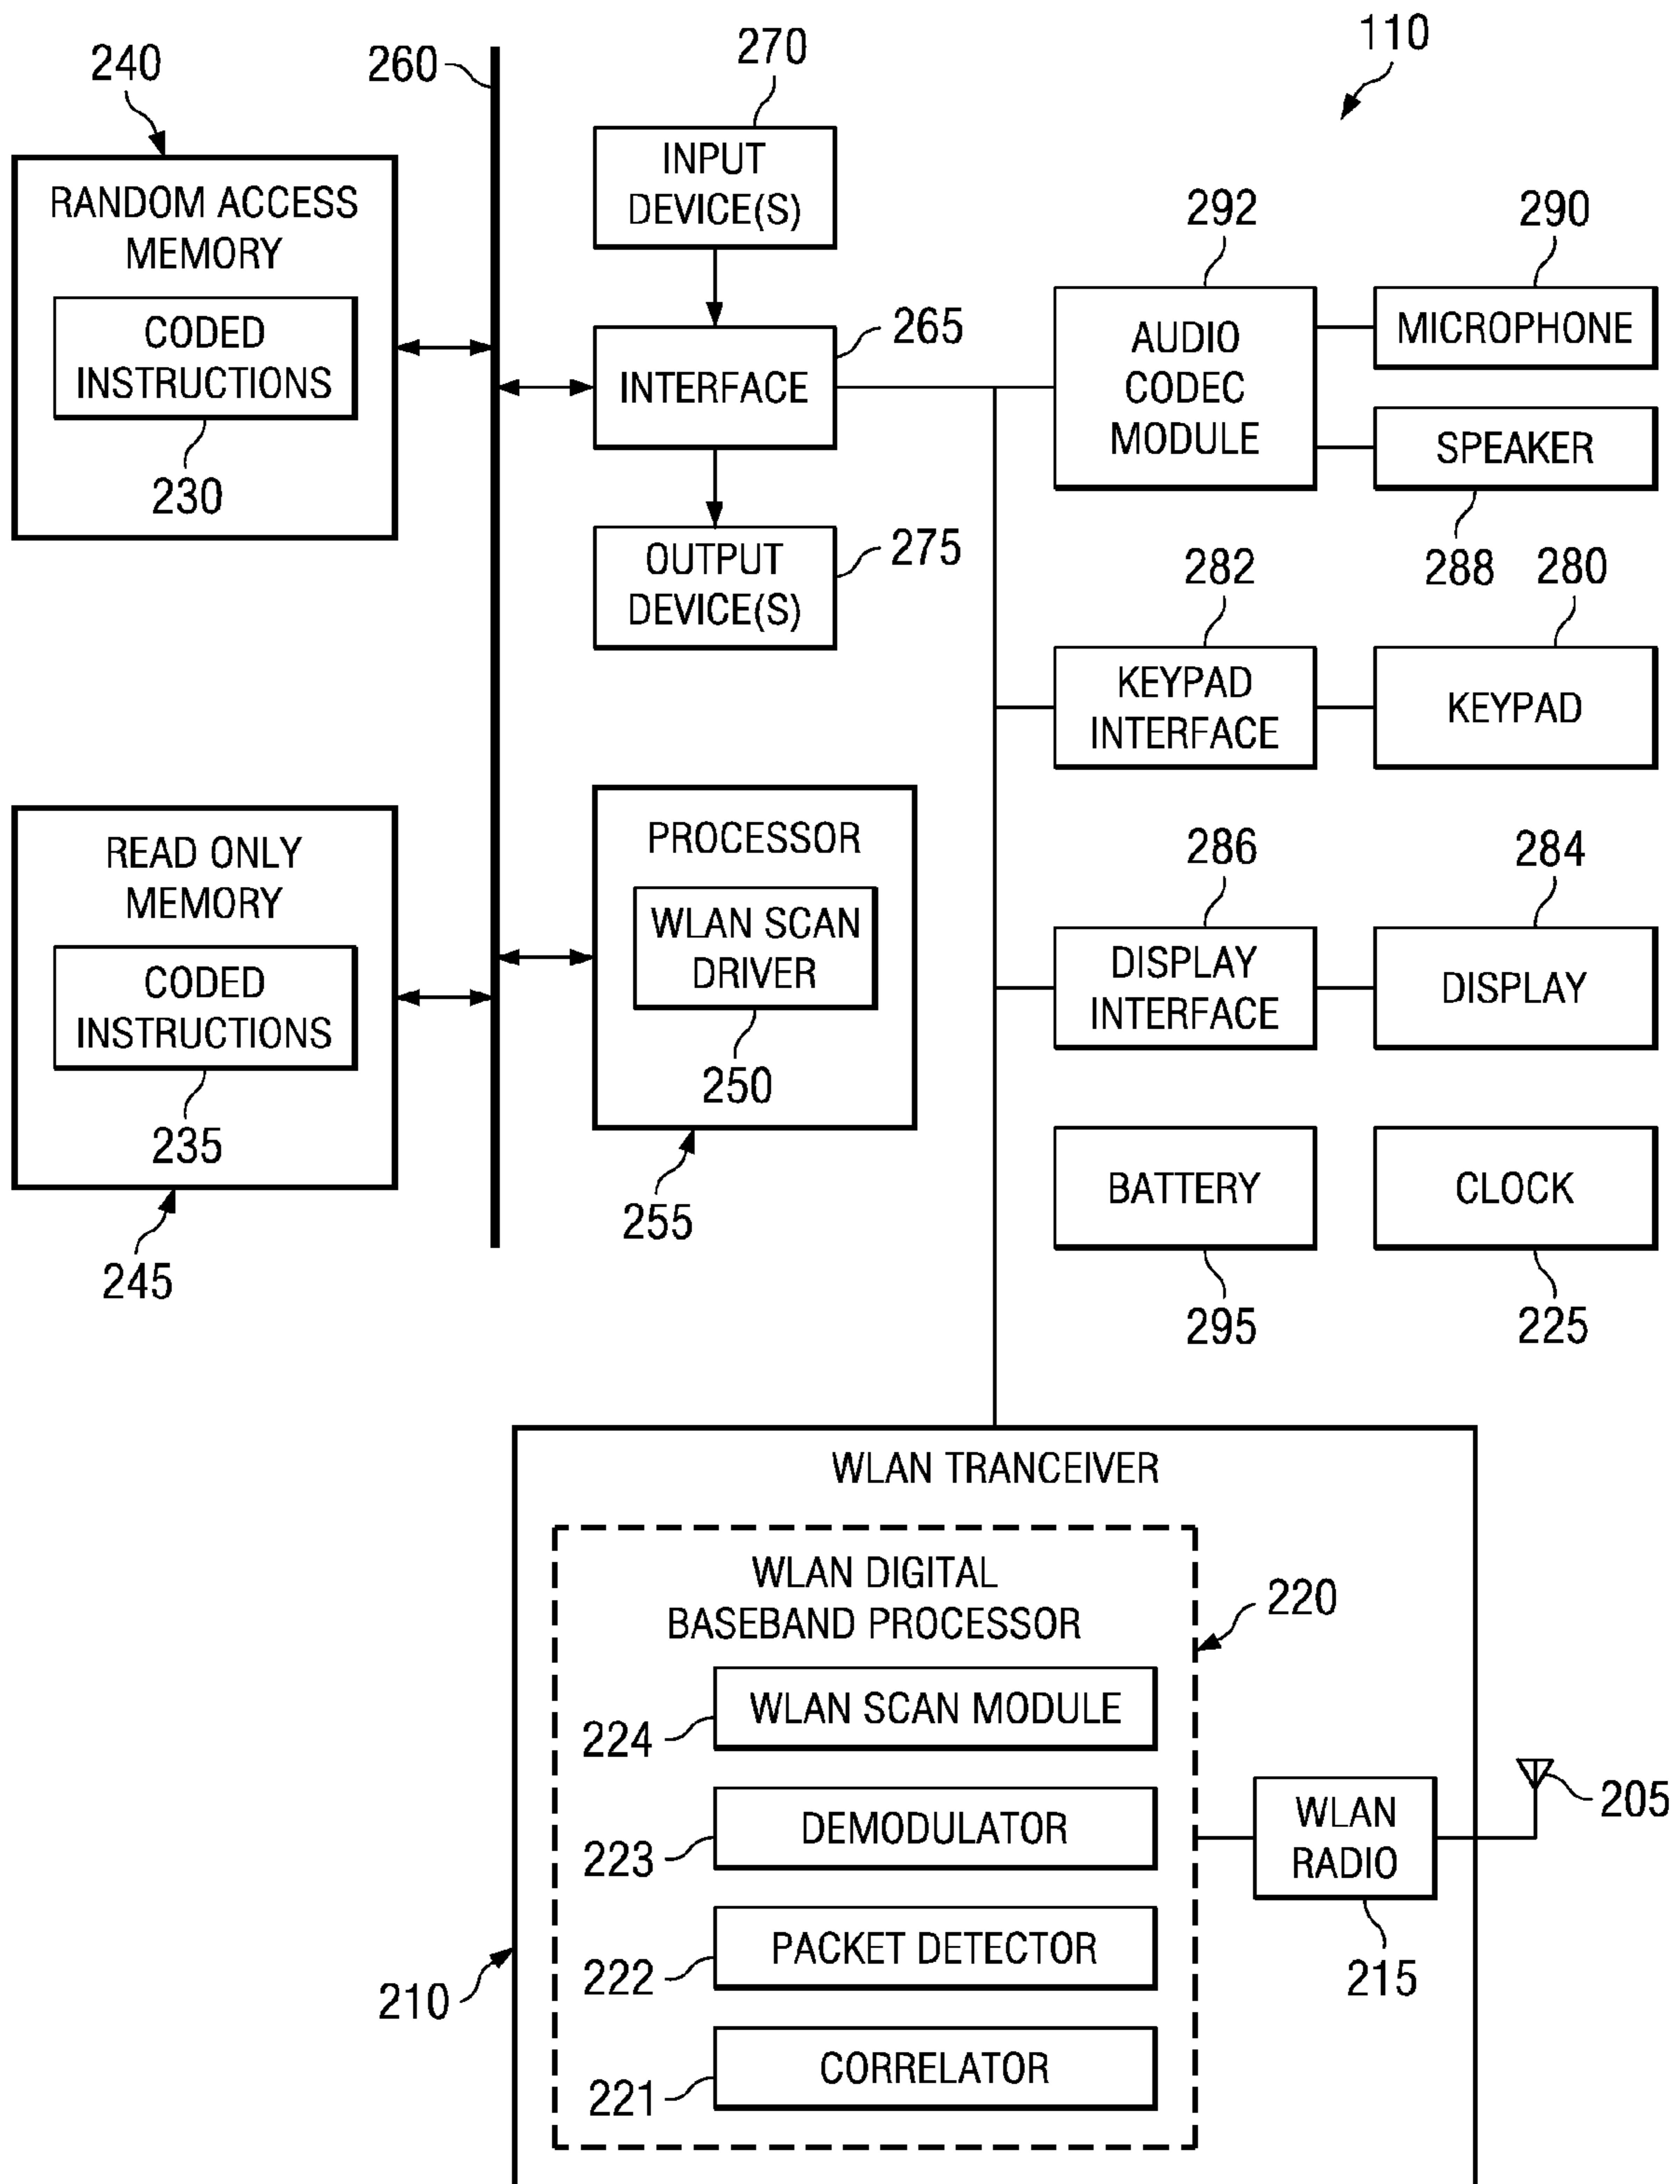 110
240
260
270
RANDOM ACCESS
MEMORY
CODED
INSTRUCTIONS
230
INPUT
DEVICE(S)
INTERFACE
265
OUTPUT
DEVICE(S)
275
292
290
AUDIO
CODEC
MODULE
MICROPHONE
SPEAKER
288
282
280
KEYPAD
INTERFACE
KEYPAD
READ ONLY
MEMORY
CODED
INSTRUCTIONS
235
245
PROCESSOR
WLAN SCAN
DRIVER
250
255
286
284
DISPLAY
INTERFACE
DISPLAY
BATTERY
295
CLOCK
225
WLAN TRANCEIVER
WLAN DIGITAL
BASEBAND PROCESSOR
220
WLAN SCAN MODULE
224
DEMODULATOR
223
PACKET DETECTOR
222
CORRELATOR
221
210
WLAN
RADIO
215
205